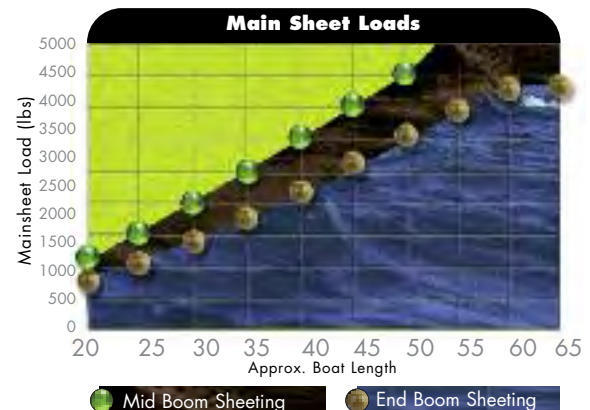 Main Sheet Loads
5000
4500
4000
3500
3000
2500
2000
1500
1000
500
0
Mainsheet Load (lbs)
20 25 30 35 40 45 50 55 60 65
Approx. Boat Length
Mid Boom Sheeting
End Boom Sheeting